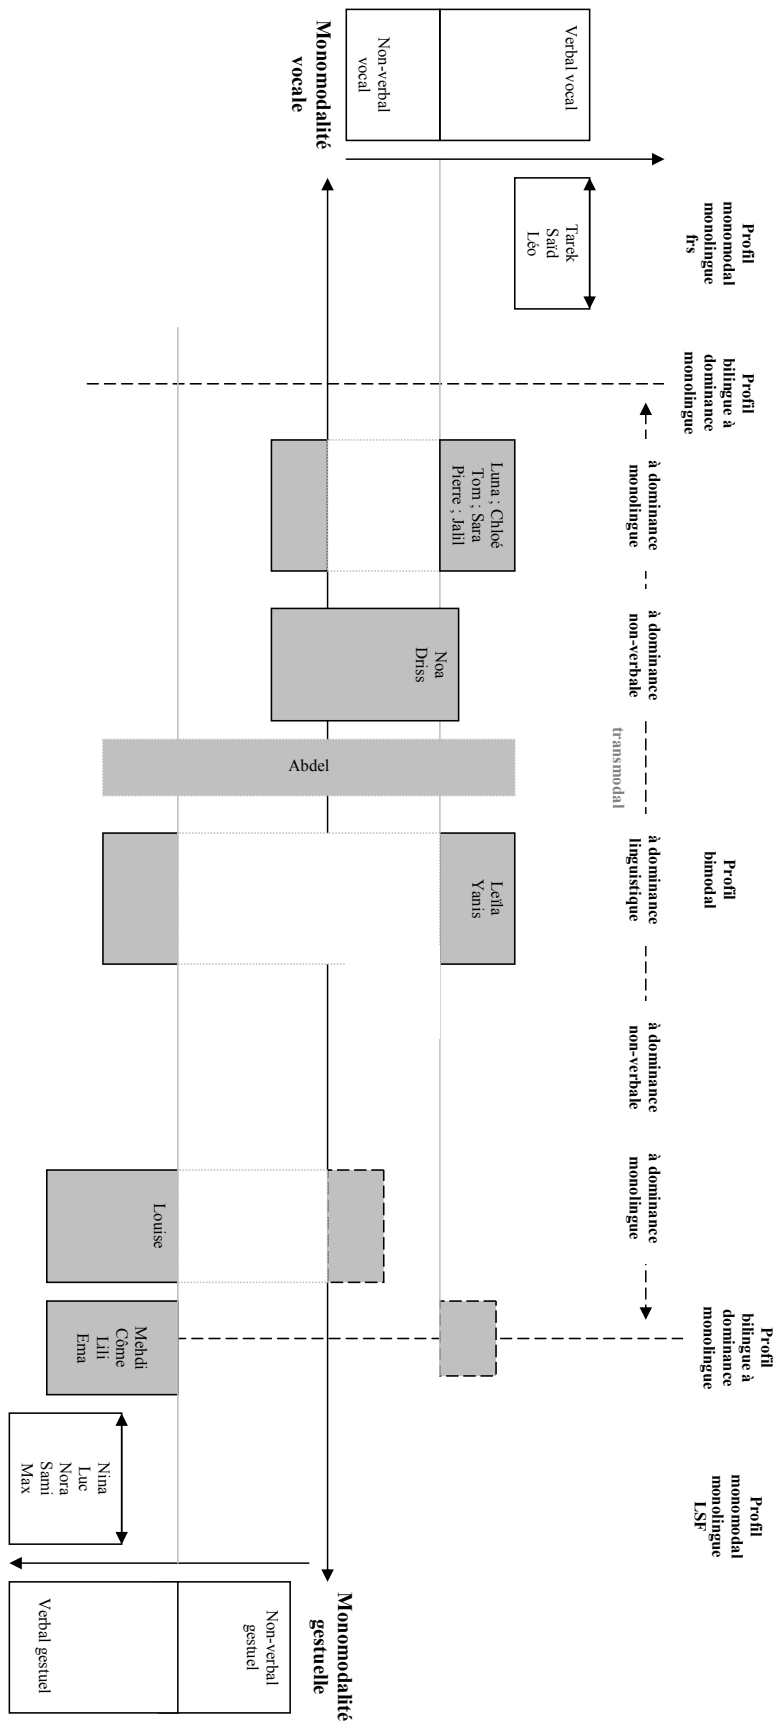 Profil
monomodal
monolingue
frs
Profil
bilingue à
dominance
monolingue
Profil
bimodal
Profil
bilingue à
dominance
monolingue
Profil
monomodal
monolingue
LSF
à dominance
monolingue
à dominance
non-verbale
transmodal
à dominance
linguistique
à dominance
non-verbale
à dominance
monolingue
Verbal vocal
Non-verbal
vocal
Monomodalité
vocale
Tarek
Saïd
Léo
Luna ; Chloé
Tom ; Sara
Pierre ; Jalil
Noa
Driss
Abdel
Leïla
Yanis
Louise
Mehdi
Côme
Lili
Ema
Nina
Luc
Nora
Sami
Max
Monomodalité
gestuelle
Non-verbal
gestuel
Verbal gestuel